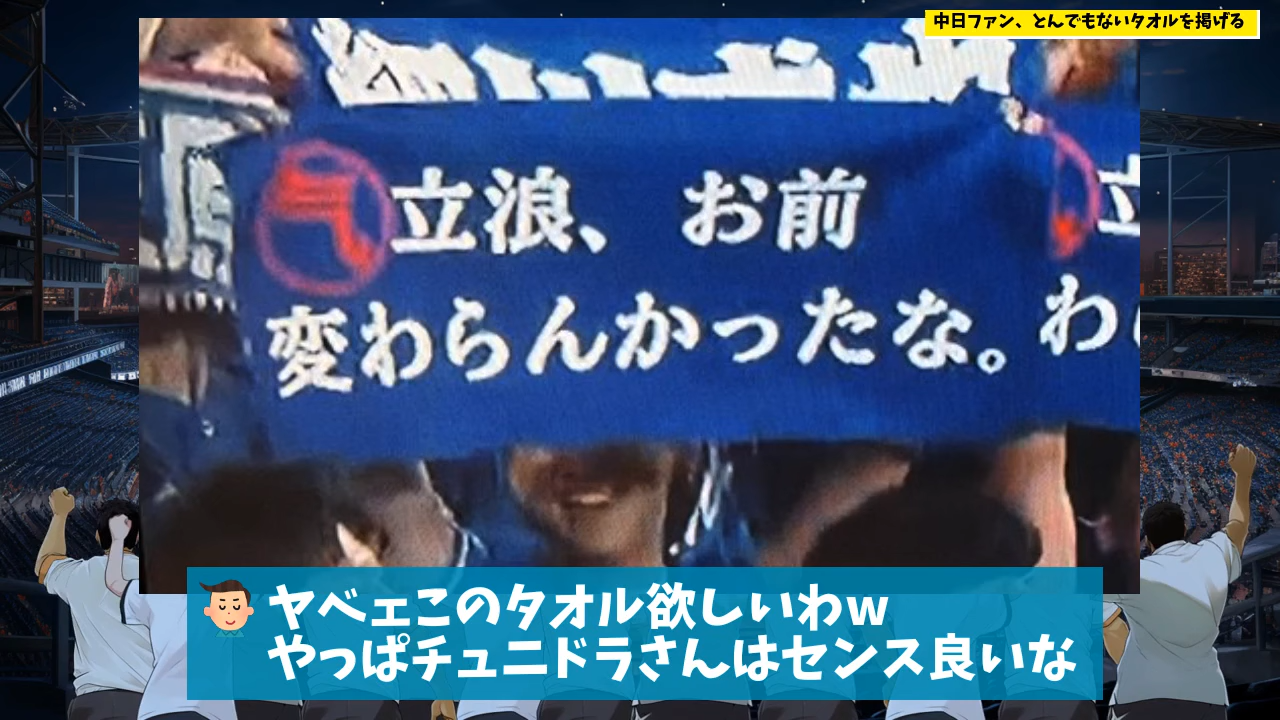 中日ファン、とんでもないタオルを掲げる
立浪、お前
変わらんかったな。
ヤベェこのタオル欲しいわw
やっぱチュニドラさんはセンス良いな